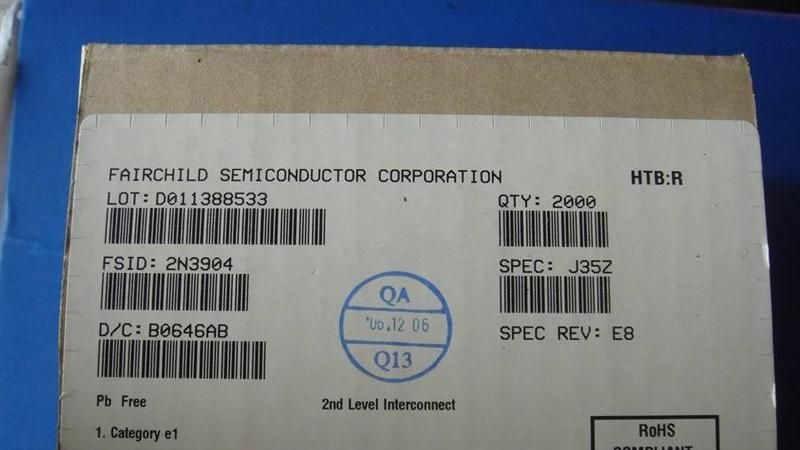 FAIRCHILD SEMICONDUCTOR CORPORATION HTB:R
LOT: D011388533 QTY: 2000
FSID: 2N3904 SPEC: J35Z
QA
'06.12 06
D/C: B0646AB SPEC REV: E8
Q13
Pb Free 2nd Level Interconnect
1. Category e1 RoHS
COMPLIANT